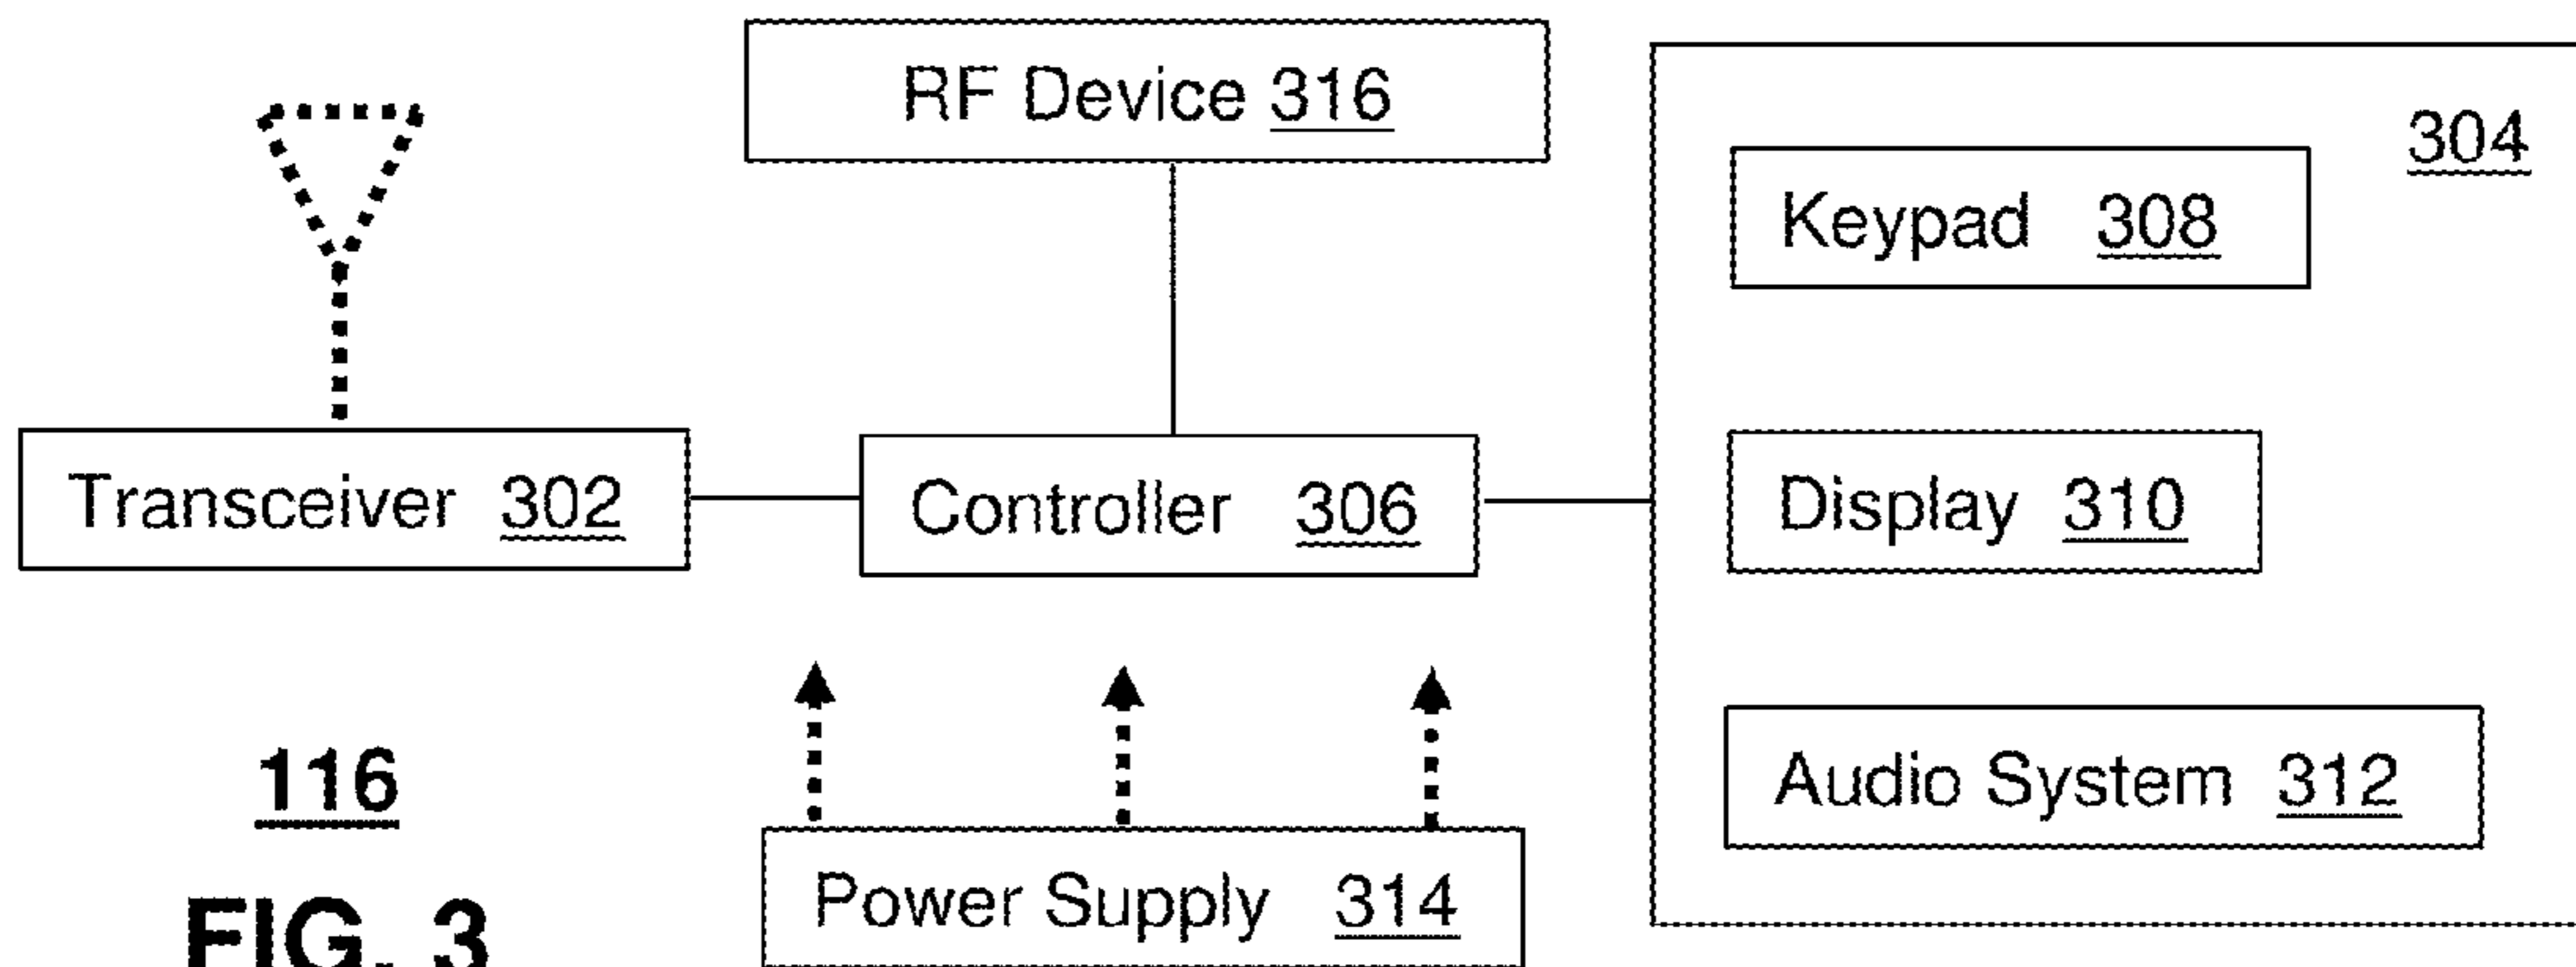 RF Device 316
304
Keypad 308
Transceiver 302
Controller 306
Display 310
116
Audio System 312
Power Supply 314
FIG. 3